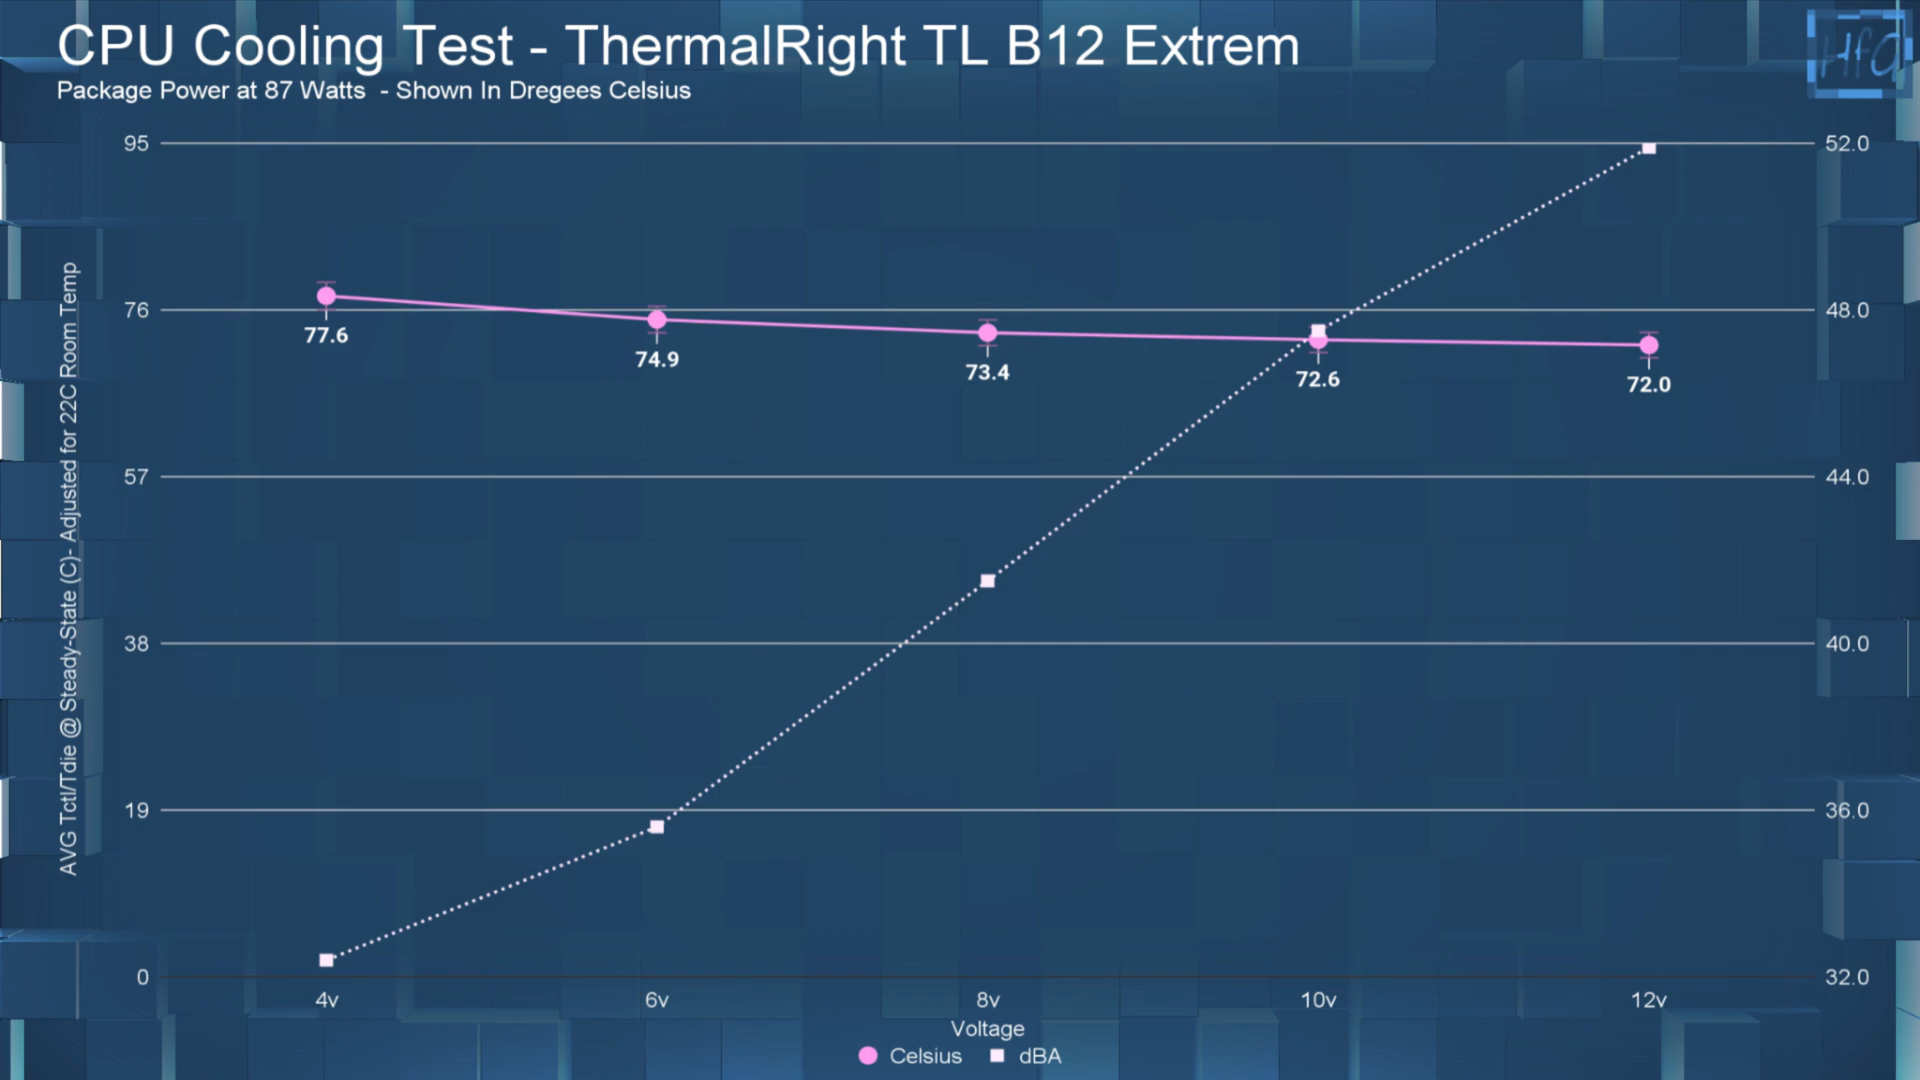 CPU Cooling Test - ThermalRight TL B12 Extrem
Package Power at 87 Watts - Shown In Dregees Celsius
HfQ
AVG Tctl/Tdie @ Steady-State (C)- Adjusted for 22C Room Temp
95
76
57
38
19
0
52.0
48.0
44.0
40.0
36.0
32.0
77.6
74.9
73.4
72.6
72.0
4v
6v
8v
10v
12v
Voltage
Celsius
dBA